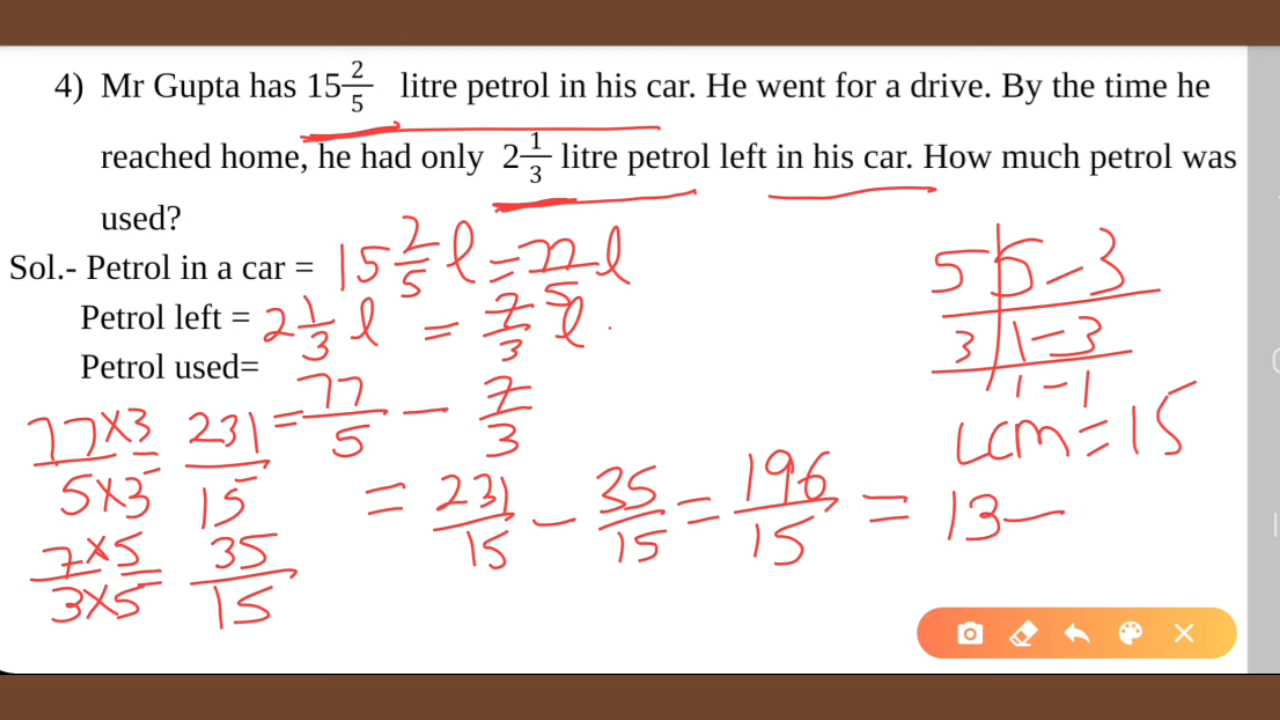 4) Mr Gupta has 15 2/5 litre petrol in his car. He went for a drive. By the time he
reached home, he had only 2 1/3 litre petrol left in his car. How much petrol was
used?
Sol.- Petrol in a car = 15 2/5 l = 77/5 l
Petrol left = 2 1/3 l = 7/3 l.
Petrol used=
= 77/5 - 7/3
= 231/15 - 35/15 = 196/15 = 13—
77×3/5×3 = 231/15
7×5/3×5 = 35/15
5 | 5 - 3
3 | 1 - 3
1 - 1
LCM = 15